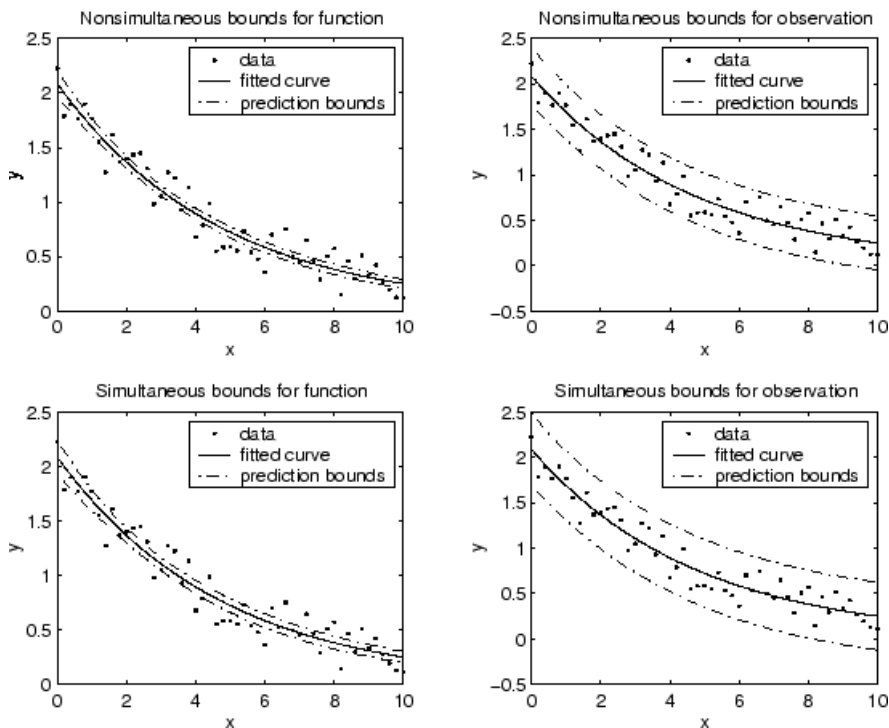 Nonsimultaneous bounds for function
2.5
2
1.5
1
0.5
0
y
data
fitted curve
prediction bounds
0 2 4 6 8 10
x
Nonsimultaneous bounds for observation
2.5
2
1.5
1
0.5
0
−0.5
y
data
fitted curve
prediction bounds
0 2 4 6 8 10
x
Simultaneous bounds for function
2.5
2
1.5
1
0.5
0
y
data
fitted curve
prediction bounds
0 2 4 6 8 10
x
Simultaneous bounds for observation
2.5
2
1.5
1
0.5
0
−0.5
y
data
fitted curve
prediction bounds
0 2 4 6 8 10
x